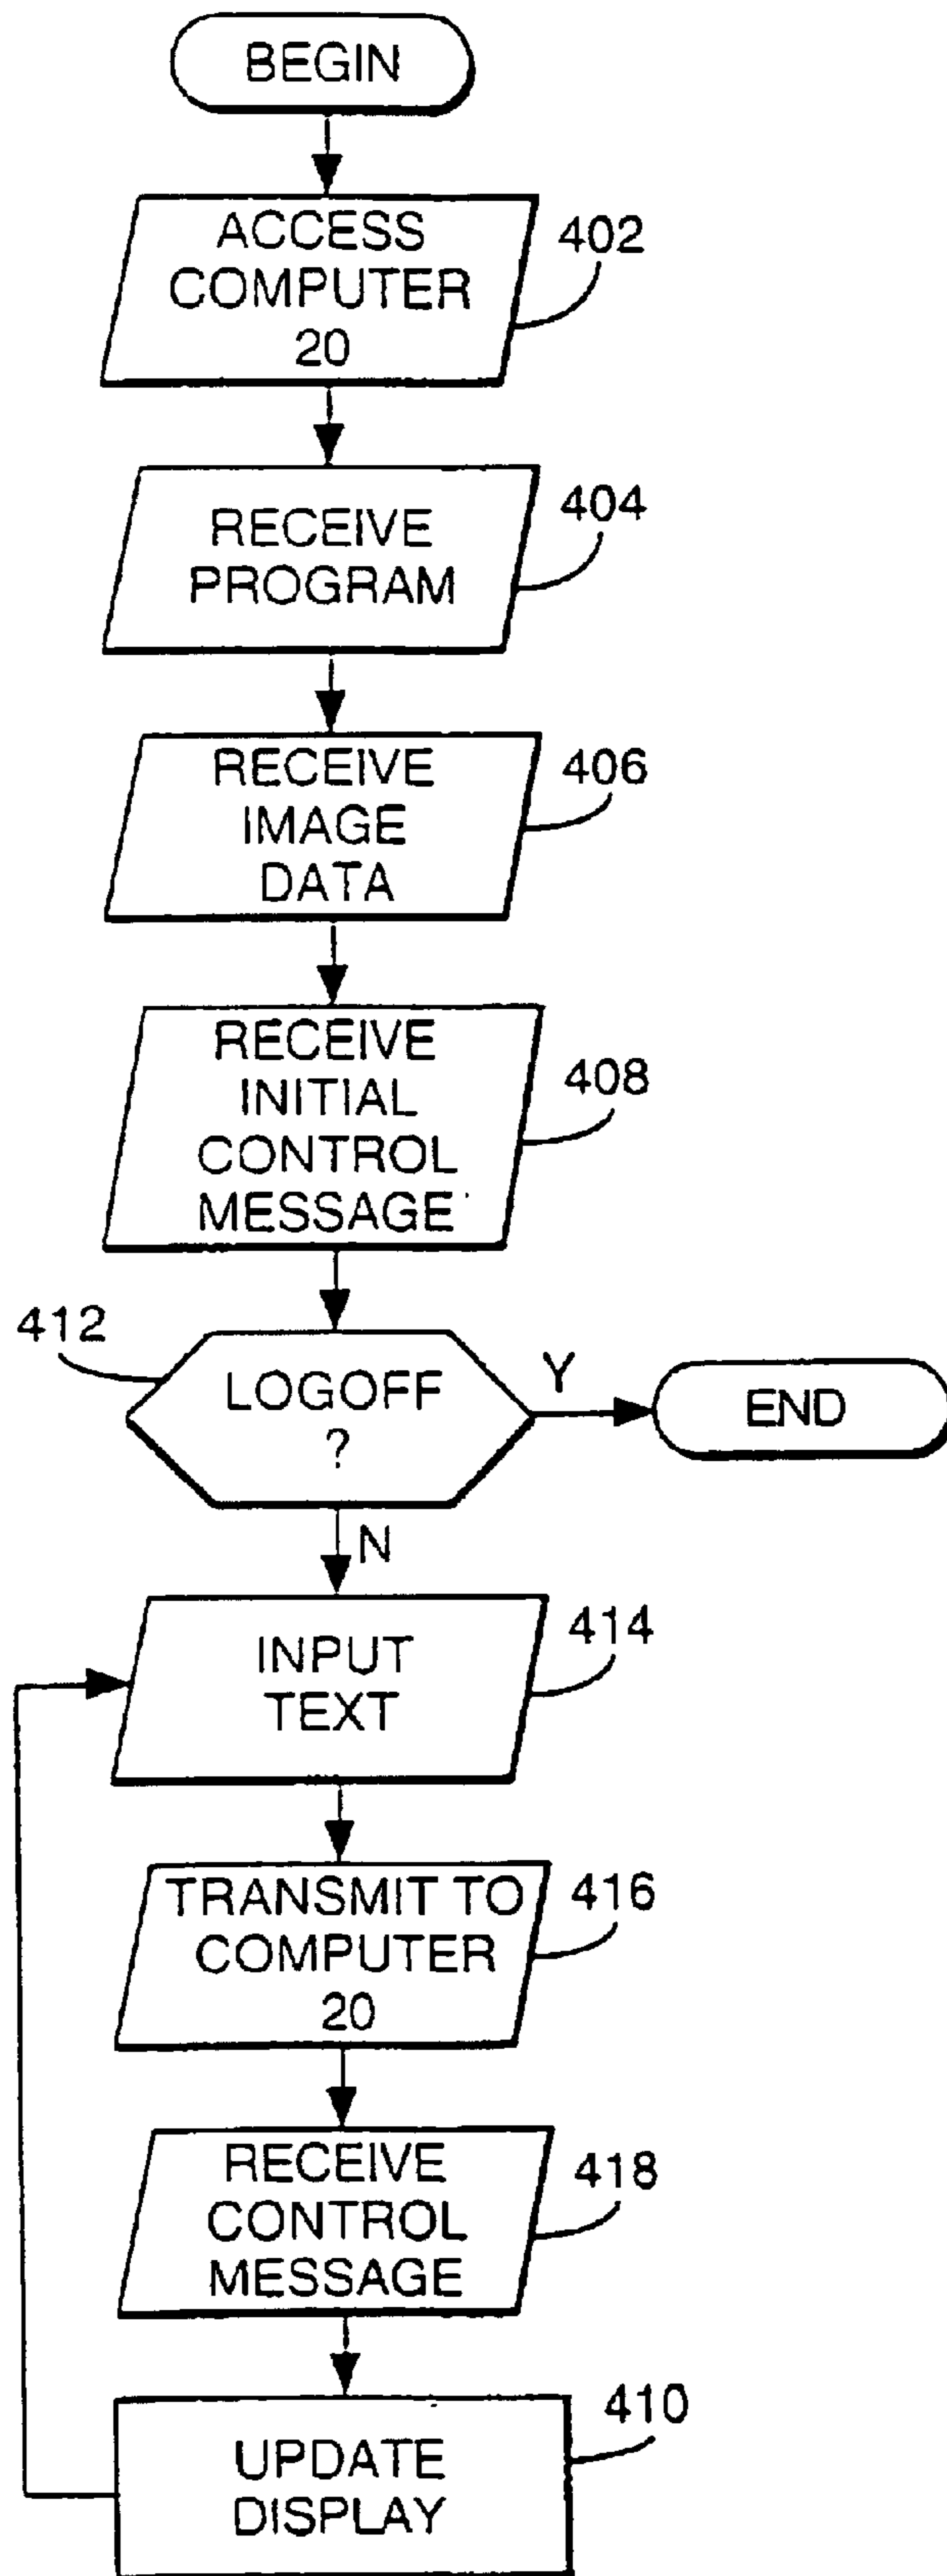 BEGIN
ACCESS
COMPUTER
20
402
RECEIVE
PROGRAM
404
RECEIVE
IMAGE
DATA
406
RECEIVE
INITIAL
CONTROL
MESSAGE
408
412
LOGOFF
?
Y
END
N
INPUT
TEXT
414
TRANSMIT TO
COMPUTER
20
416
RECEIVE
CONTROL
MESSAGE
418
UPDATE
DISPLAY
410